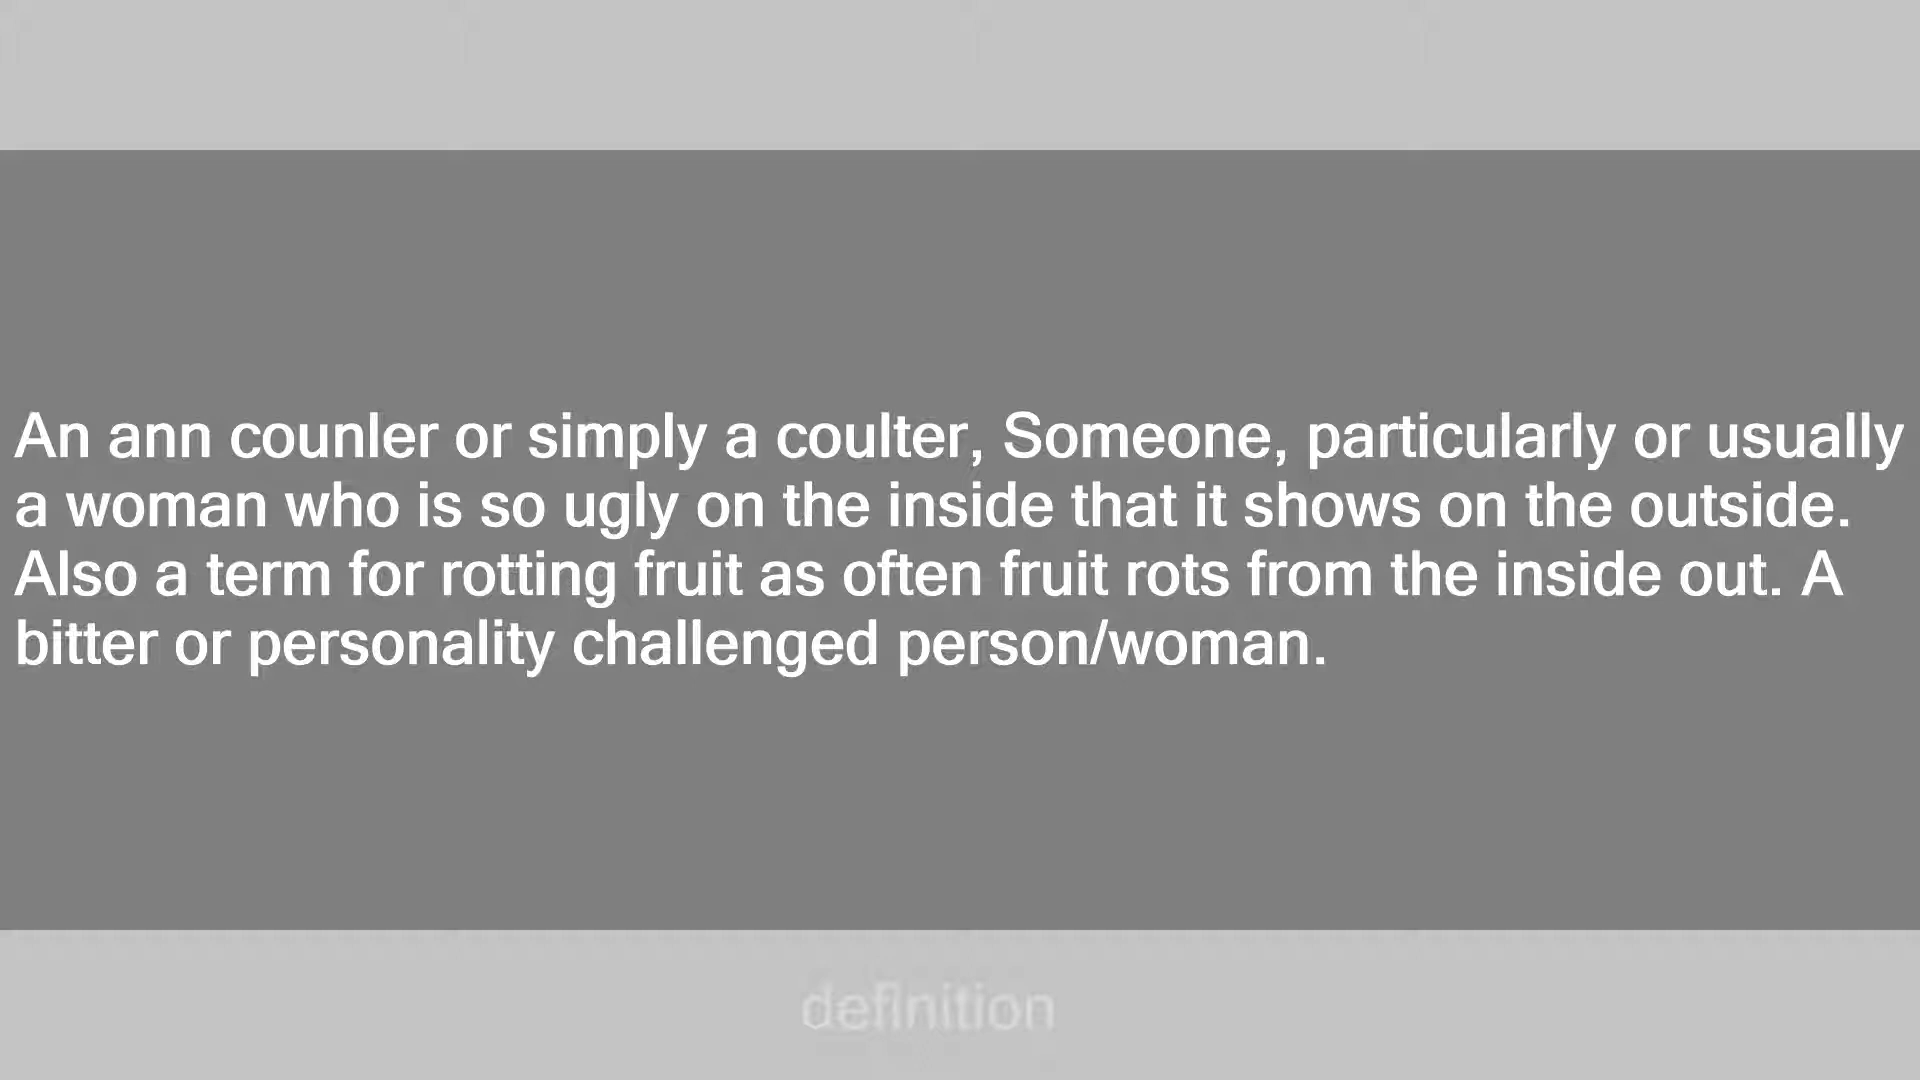 An ann counler or simply a coulter, Someone, particularly or usually
a woman who is so ugly on the inside that it shows on the outside.
Also a term for rotting fruit as often fruit rots from the inside out. A
bitter or personality challenged person/woman.
definition